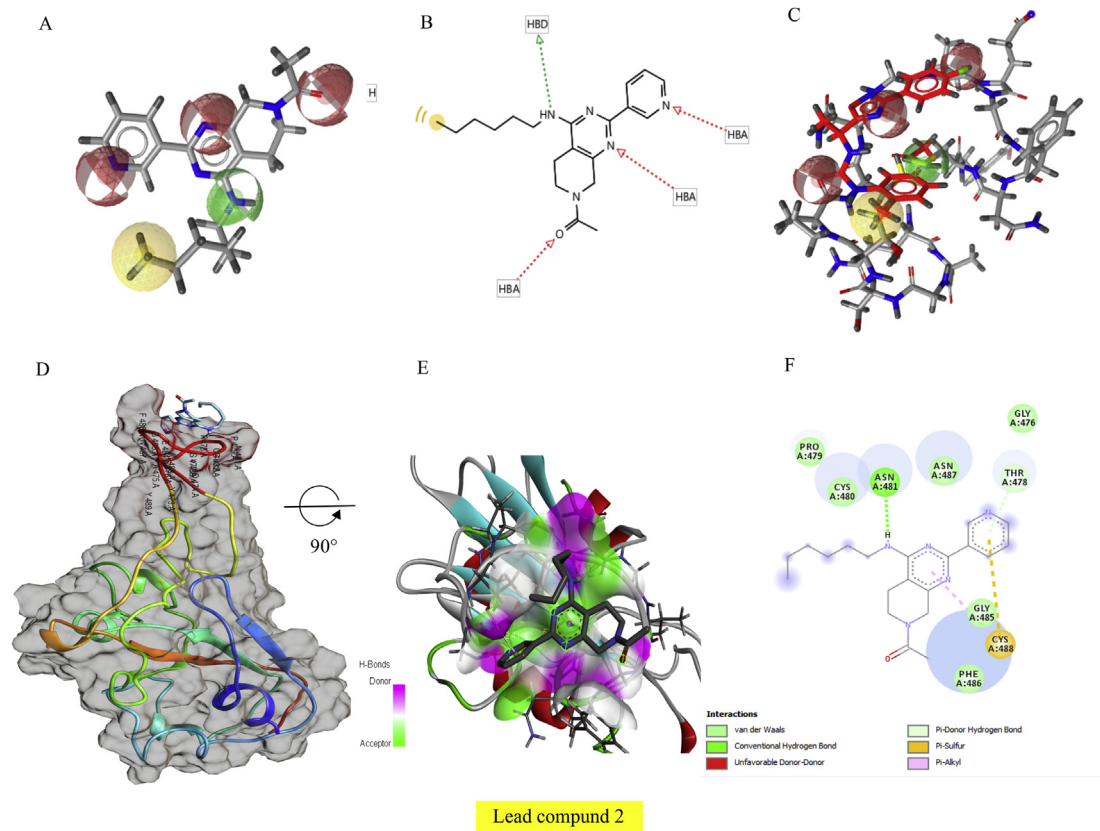 A
B
C
H
HBD
HN
N
N
N
HBA
HBA
N
O
HBA
D
E
F
90°
H-Bonds
Donor
Acceptor
GLY
A:476
PRO
A:479
CYS
A:480
ASN
A:481
ASN
A:487
THR
A:478
H
N
N
N
N
N
O
GLY
A:485
CYS
A:488
PHE
A:486
Interactions
van der Waals
Conventional Hydrogen Bond
Unfavorable Donor-Donor
Pi-Donor Hydrogen Bond
Pi-Sulfur
Pi-Alkyl
Lead compund 2